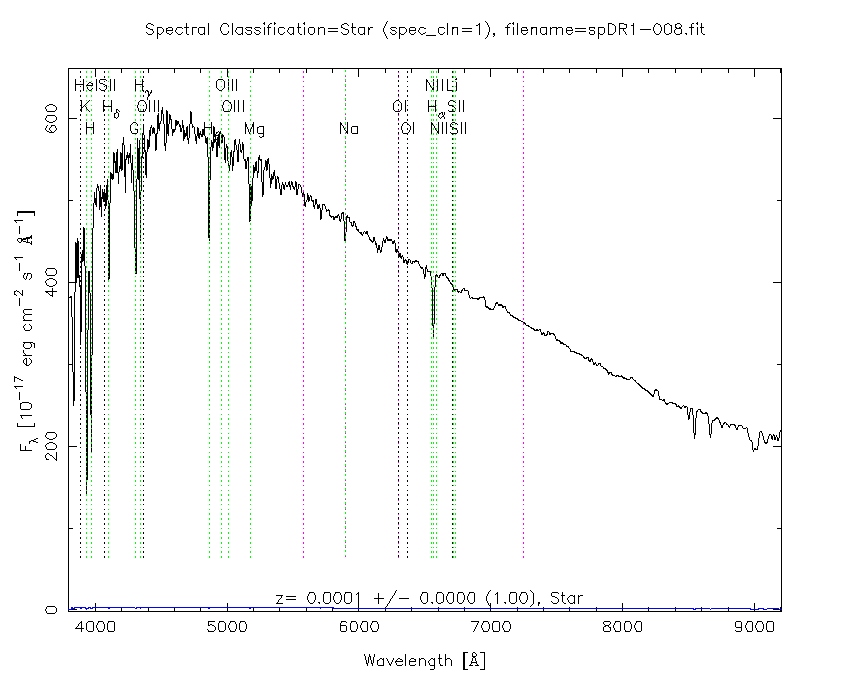 Spectral Classification=Star (spec_cln=1), filename=spDR1-008.fit
HeI SII Hγ OIII NII Li
K Hδ OIII OIII OI Hα SII
H G Hβ Mg Na OI NII SII
600
400
200
0
Fλ [10⁻¹⁷ erg cm⁻² s⁻¹ Å⁻¹]
z= 0.0001 +/- 0.0000 (1.00), Star
4000 5000 6000 7000 8000 9000
Wavelength [Å]